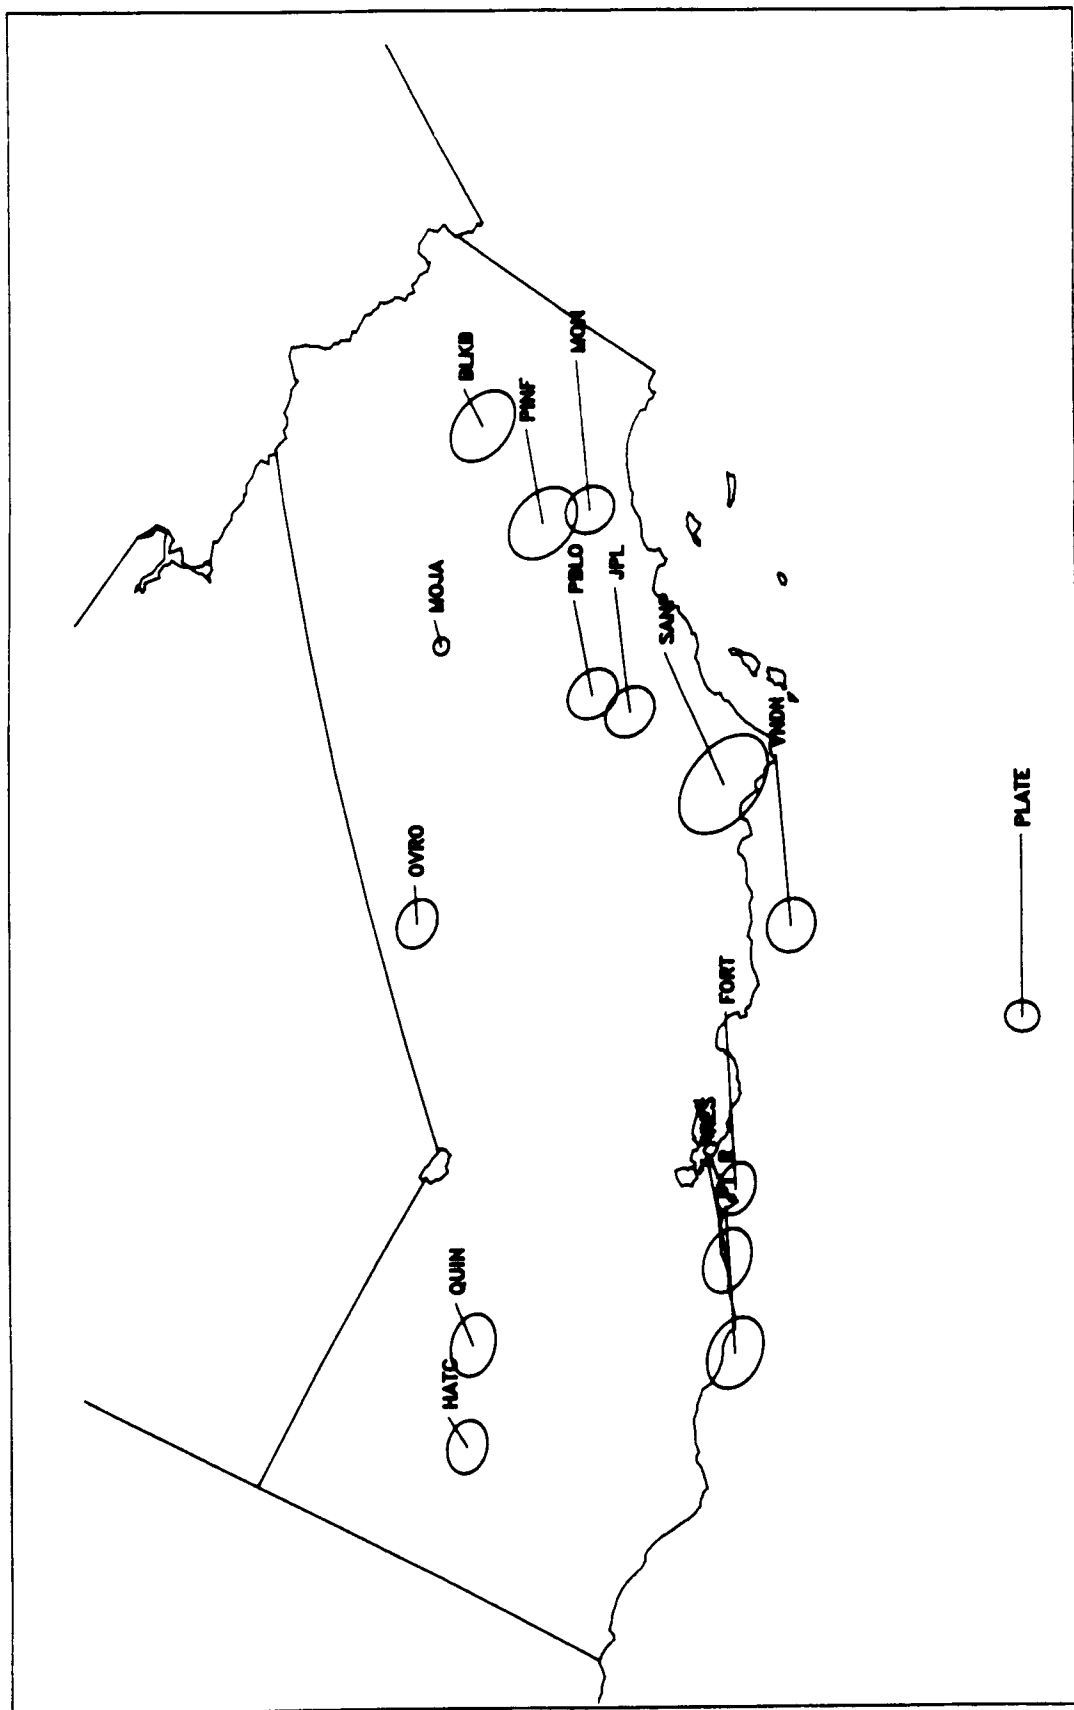 HATC
QUIN
OVRO
MOJA
BLKB
PINF
MON
PBLO
JPL
SANP
VNDN
FORT
PLATE